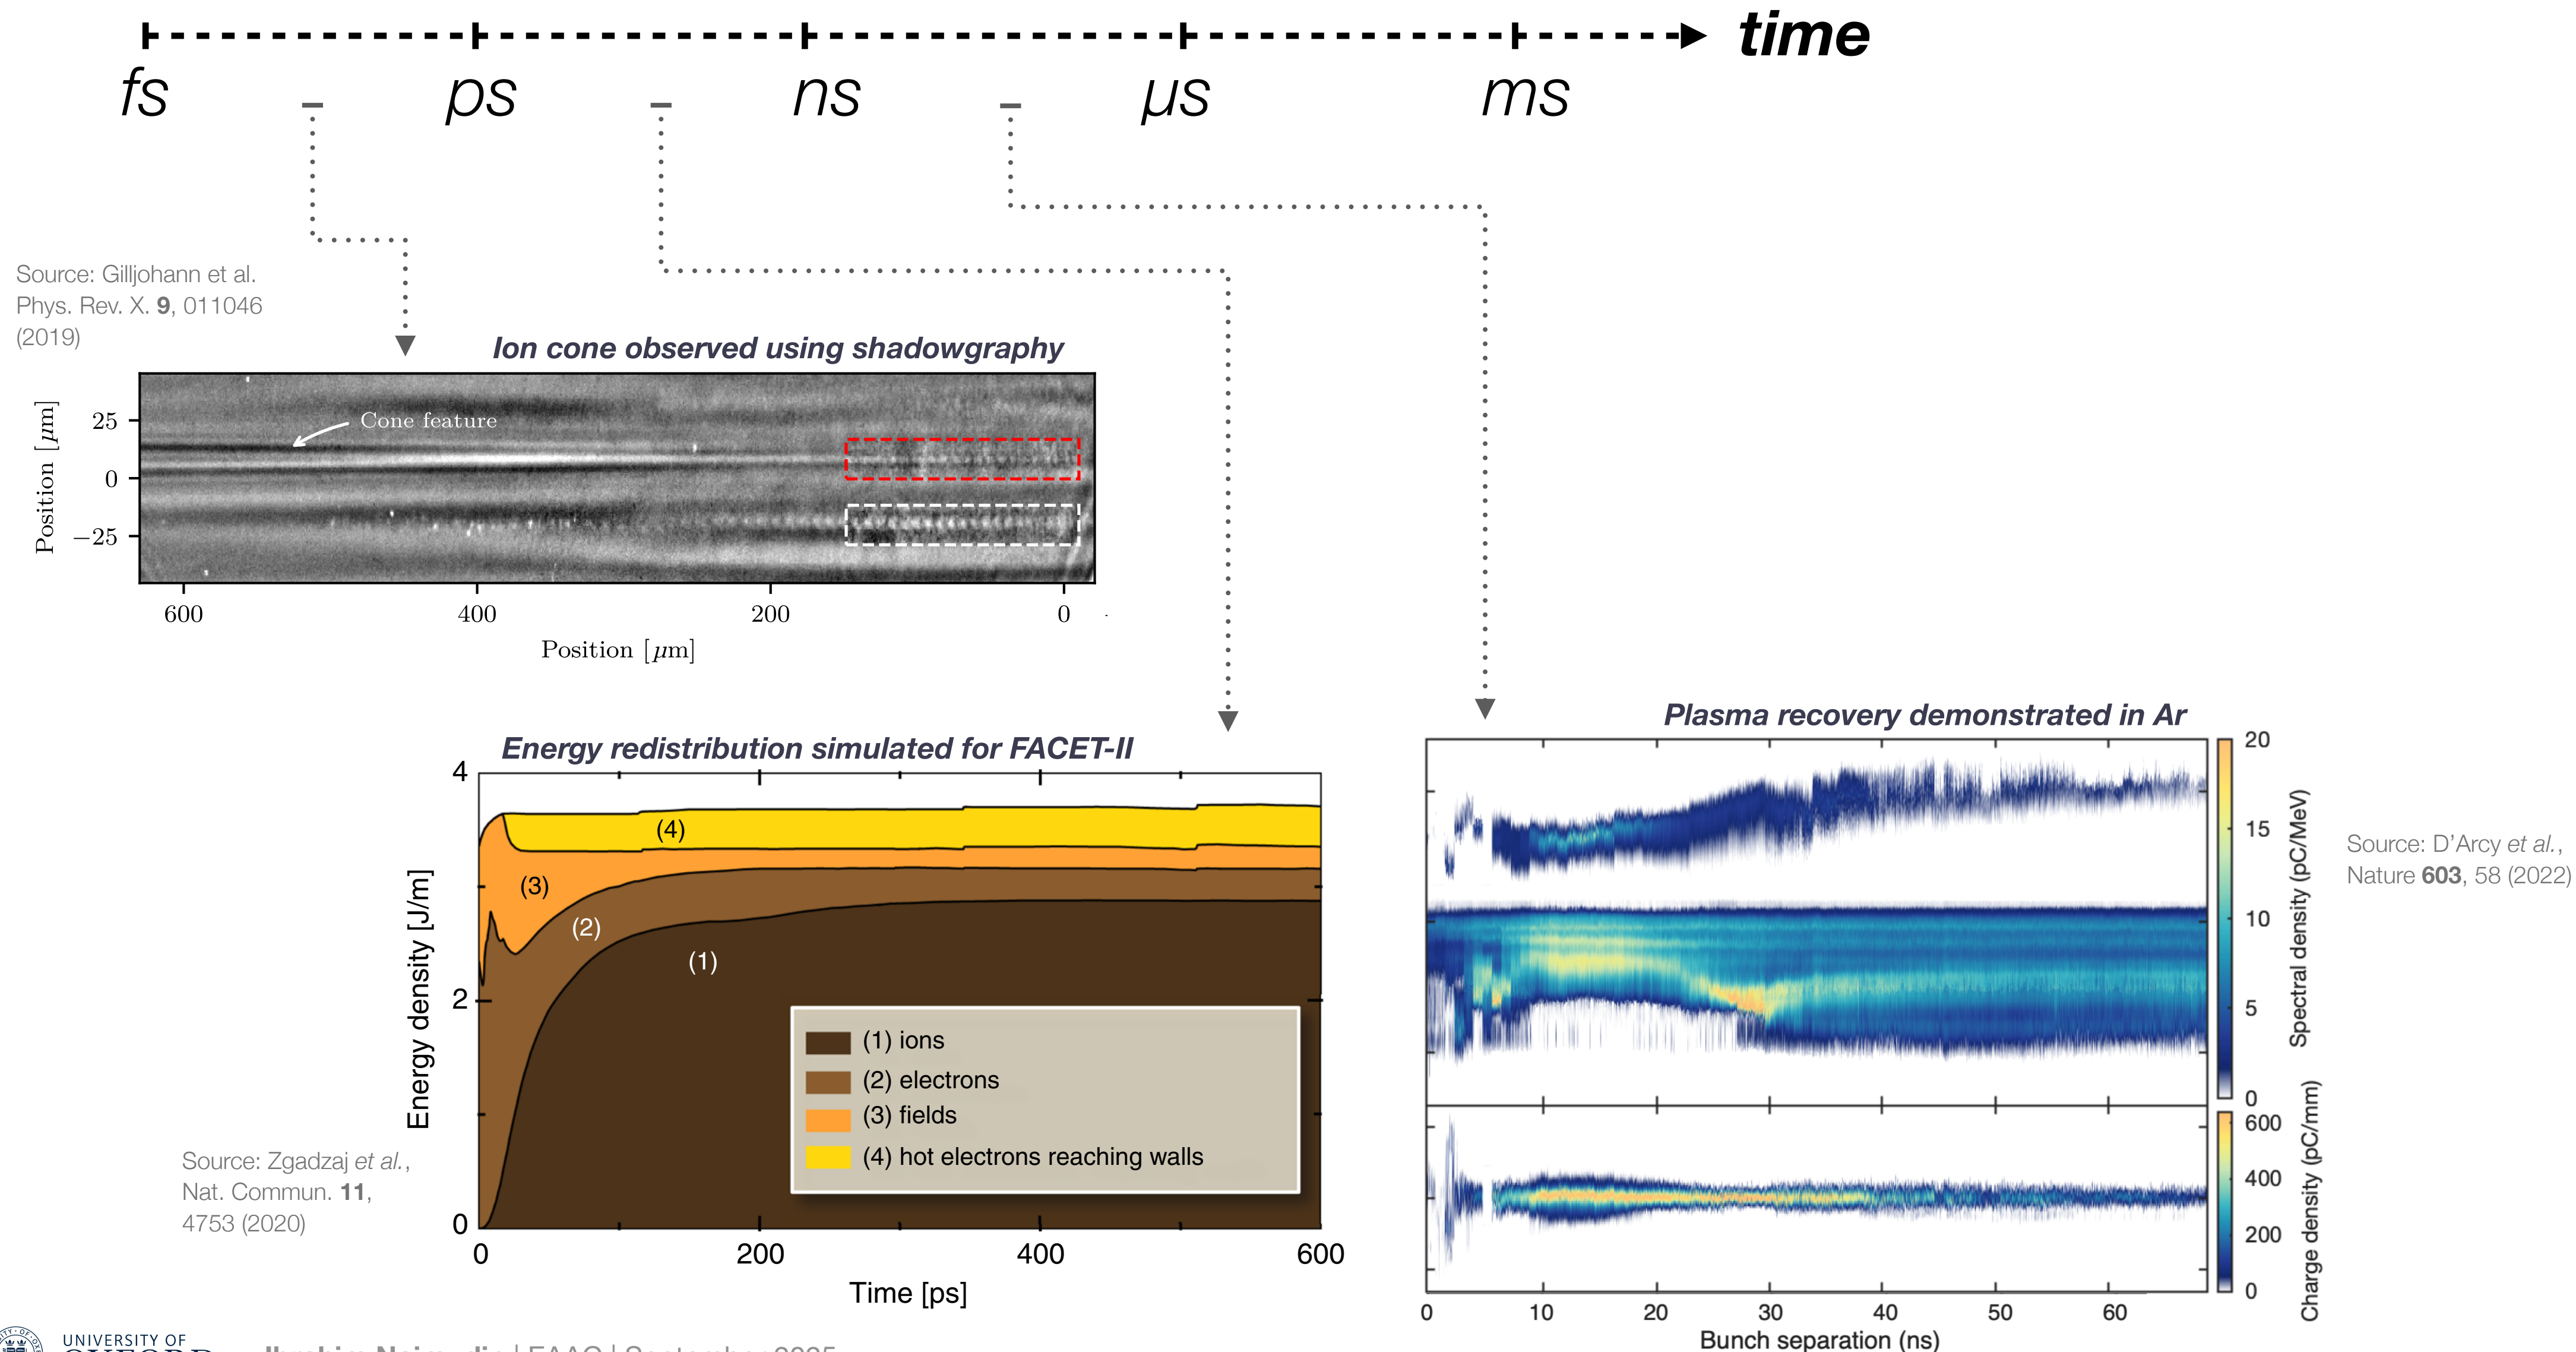 time
fs ps ns µs ms
Source: Gilljohann et al.
Phys. Rev. X. 9, 011046
(2019)
Ion cone observed using shadowgraphy
Position [µm]
25
0
−25
Cone feature
600 400 200 0
Position [µm]
Energy redistribution simulated for FACET-II
Energy density [J/m]
4
2
0
(4)
(3)
(2)
(1)
(1) ions
(2) electrons
(3) fields
(4) hot electrons reaching walls
0 200 400 600
Time [ps]
Source: Zgadzaj et al.,
Nat. Commun. 11,
4753 (2020)
Plasma recovery demonstrated in Ar
20
15
10
5
0
Spectral density (pC/MeV)
600
400
200
0
Charge density (pC/mm)
0 10 20 30 40 50 60
Bunch separation (ns)
Source: D'Arcy et al.,
Nature 603, 58 (2022)
UNIVERSITY OF